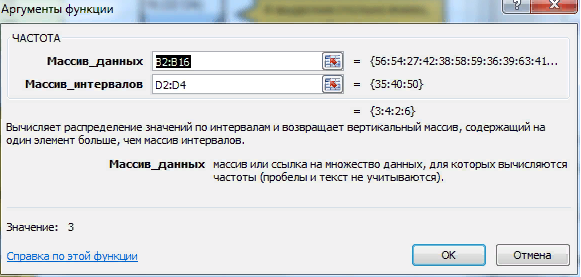 Аргументы функции
ЧАСТОТА
Массив_данных B2:B16 = {56:54:27:42:38:58:59:36:39:63:41...
Массив_интервалов D2:D4 = {35:40:50}
= {3:4:2:6}
Вычисляет распределение значений по интервалам и возвращает вертикальный массив, содержащий на
один элемент больше, чем массив интервалов.
Массив_данных массив или ссылка на множество данных, для которых вычисляются
частоты (пробелы и текст не учитываются).
Значение: 3
Справка по этой функции
ОК
Отмена